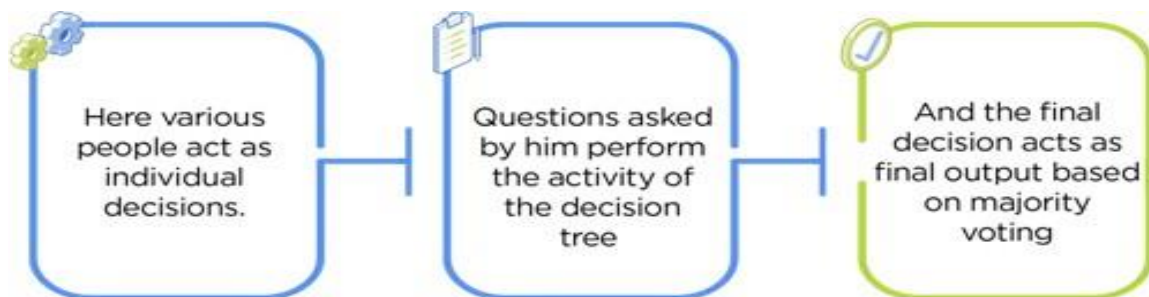 Here various
people act as
individual
decisions.
Questions asked
by him perform
the activity of
the decision
tree
And the final
decision acts as
final output based
on majority
voting